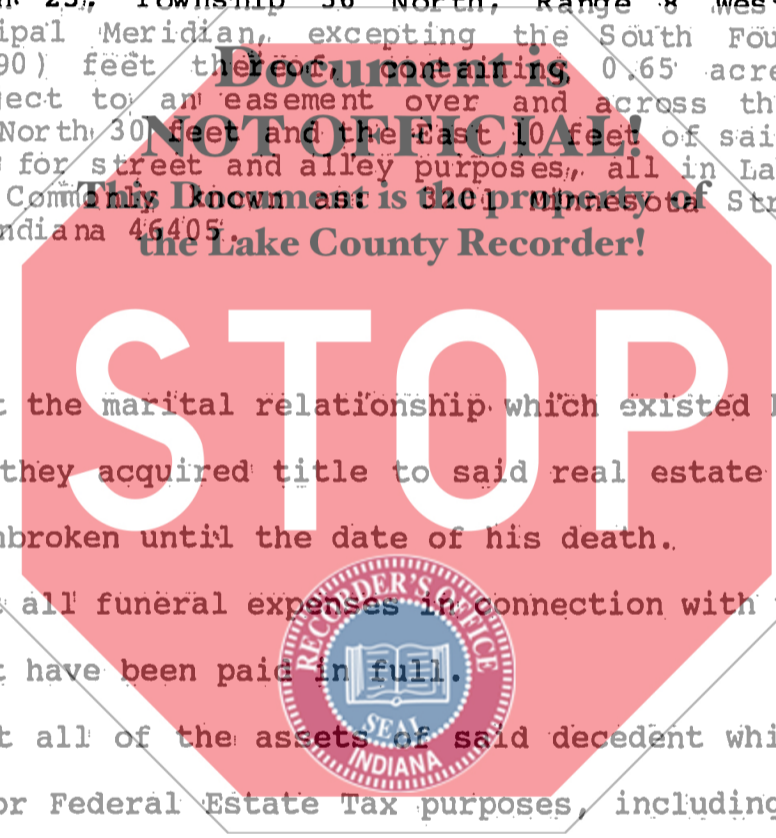 25, Township 36 North, Range 8 Wes
ipal Meridian, excepting the South Fou
90) feet thereof, containing 0.65 acre
ject to an easement over and across th
North 30 feet and the East 10 feet of sai
for street and alley purposes, all in La
Commonly known as: 3201 Minnesota Str
ndiana 46405.
Document is
NOT OFFICIAL!
This Document is the property of
the Lake County Recorder!
STOP
t the marital relationship which existed
they acquired title to said real estate
nbroken until the date of his death.
all funeral expenses in connection with
t have been paid in full.
t all of the assets of said decedent whi
or Federal Estate Tax purposes, including
RECORDER'S OFFICE
SEAL
INDIANA